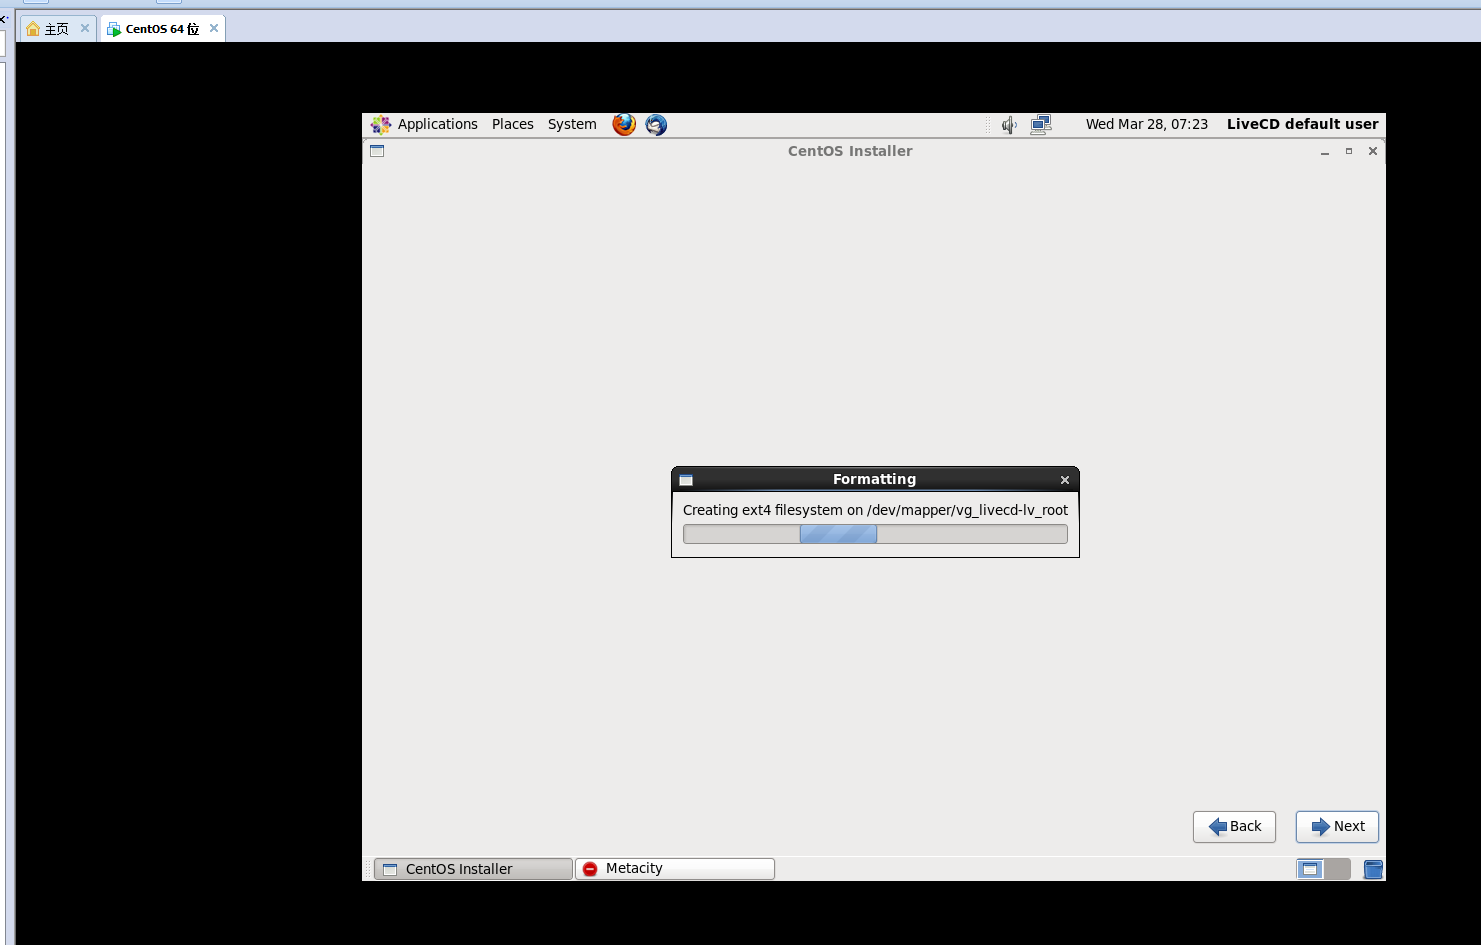 主页
CentOS 64 位
Applications Places System Wed Mar 28, 07:23 LiveCD default user
CentOS Installer
Formatting
Creating ext4 filesystem on /dev/mapper/vg_livecd-lv_root
Back Next
CentOS Installer Metacity